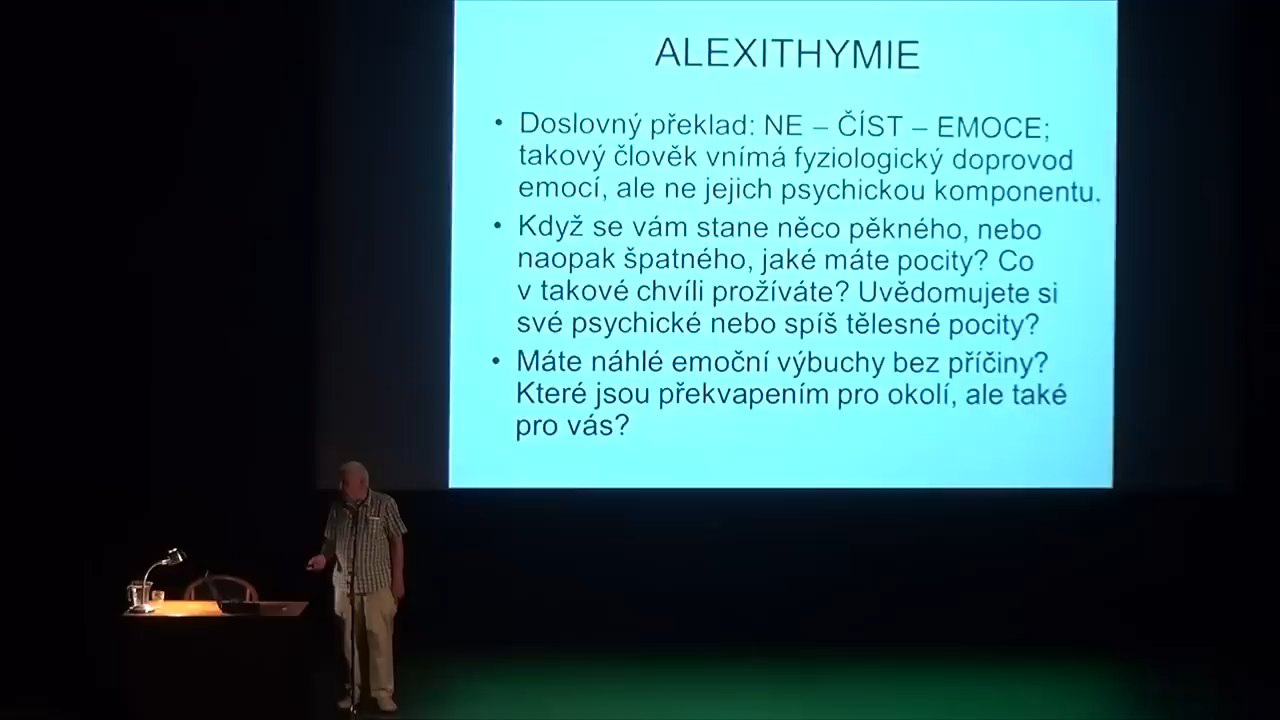 ALEXITHYMIE
• Doslovný překlad: NE – ČÍST – EMOCE;
takový člověk vnímá fyziologický doprovod
emocí, ale ne jejich psychickou komponentu.
• Když se vám stane něco pěkného, nebo
naopak špatného, jaké máte pocity? Co
v takové chvíli prožíváte? Uvědomujete si
své psychické nebo spíš tělesné pocity?
• Máte náhlé emoční výbuchy bez příčiny?
Které jsou překvapením pro okolí, ale také
pro vás?